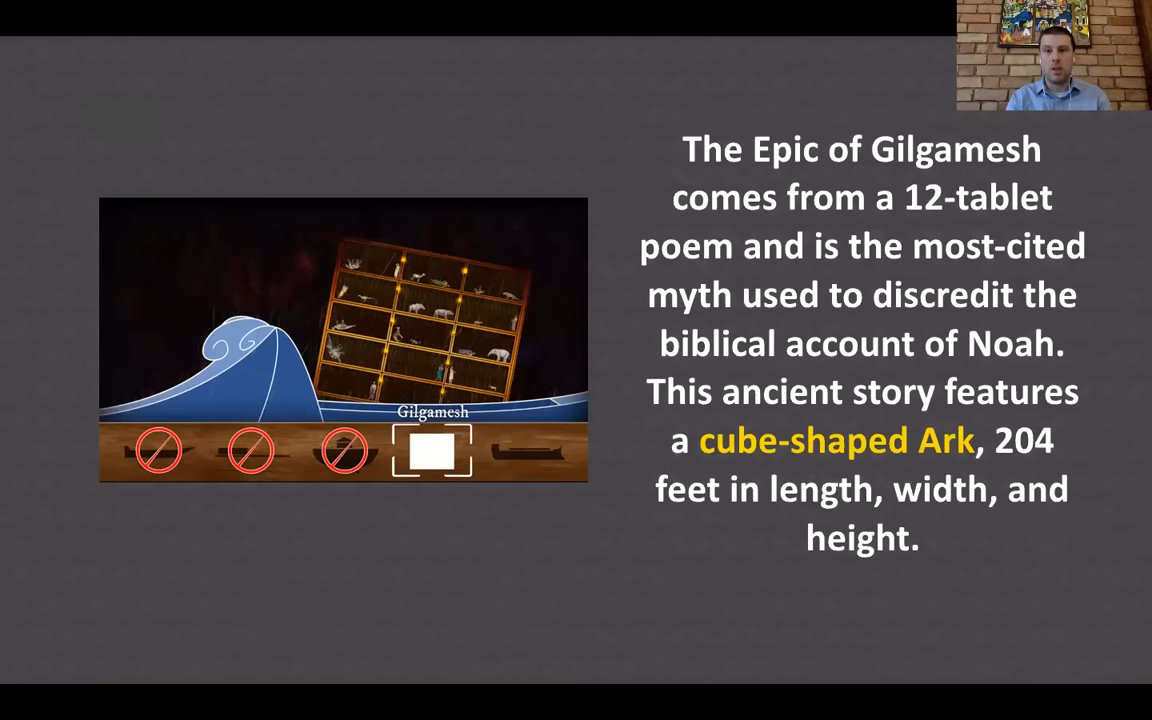 The Epic of Gilgamesh
comes from a 12-tablet
poem and is the most-cited
myth used to discredit the
biblical account of Noah.
This ancient story features
a cube-shaped Ark, 204
feet in length, width, and
height.
Gilgamesh